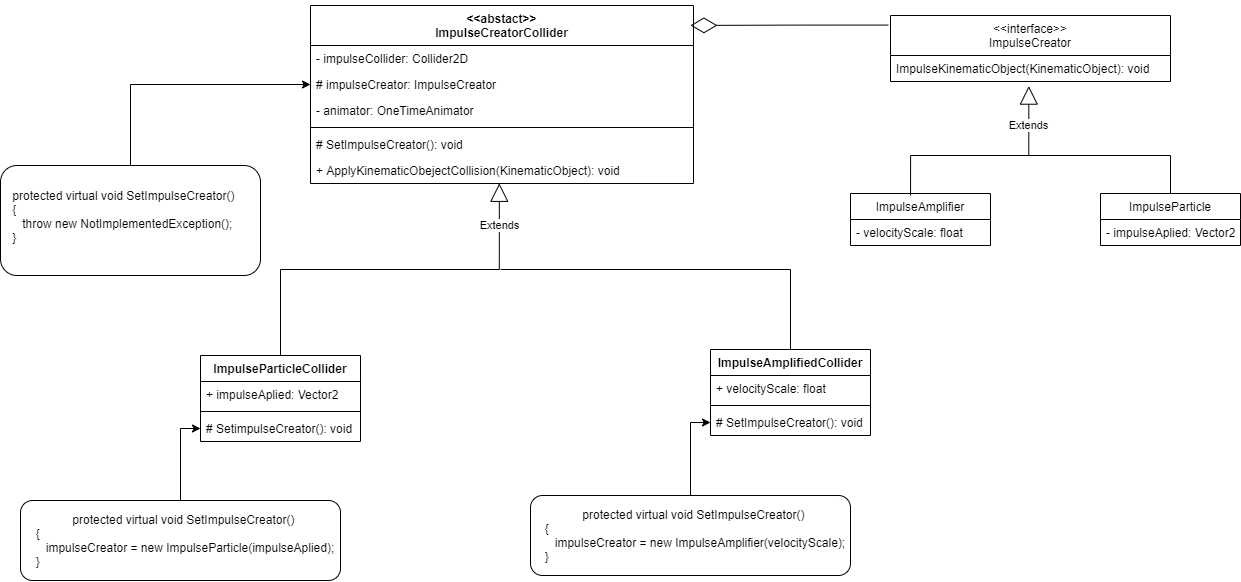 <<abstact>>
ImpulseCreatorCollider
- impulseCollider: Collider2D
# impulseCreator: ImpulseCreator
- animator: OneTimeAnimator
# SetImpulseCreator(): void
+ ApplyKinematicObejectCollision(KinematicObject): void
<<interface>>
ImpulseCreator
ImpulseKinematicObject(KinematicObject): void
Extends
ImpulseAmplifier
- velocityScale: float
ImpulseParticle
- impulseAplied: Vector2
protected virtual void SetImpulseCreator()
{
throw new NotImplementedException();
}
Extends
ImpulseParticleCollider
+ impulseAplied: Vector2
# SetimpulseCreator(): void
ImpulseAmplifiedCollider
+ velocityScale: float
# SetImpulseCreator(): void
protected virtual void SetImpulseCreator()
{
impulseCreator = new ImpulseParticle(impulseAplied);
}
protected virtual void SetImpulseCreator()
{
impulseCreator = new ImpulseAmplifier(velocityScale);
}